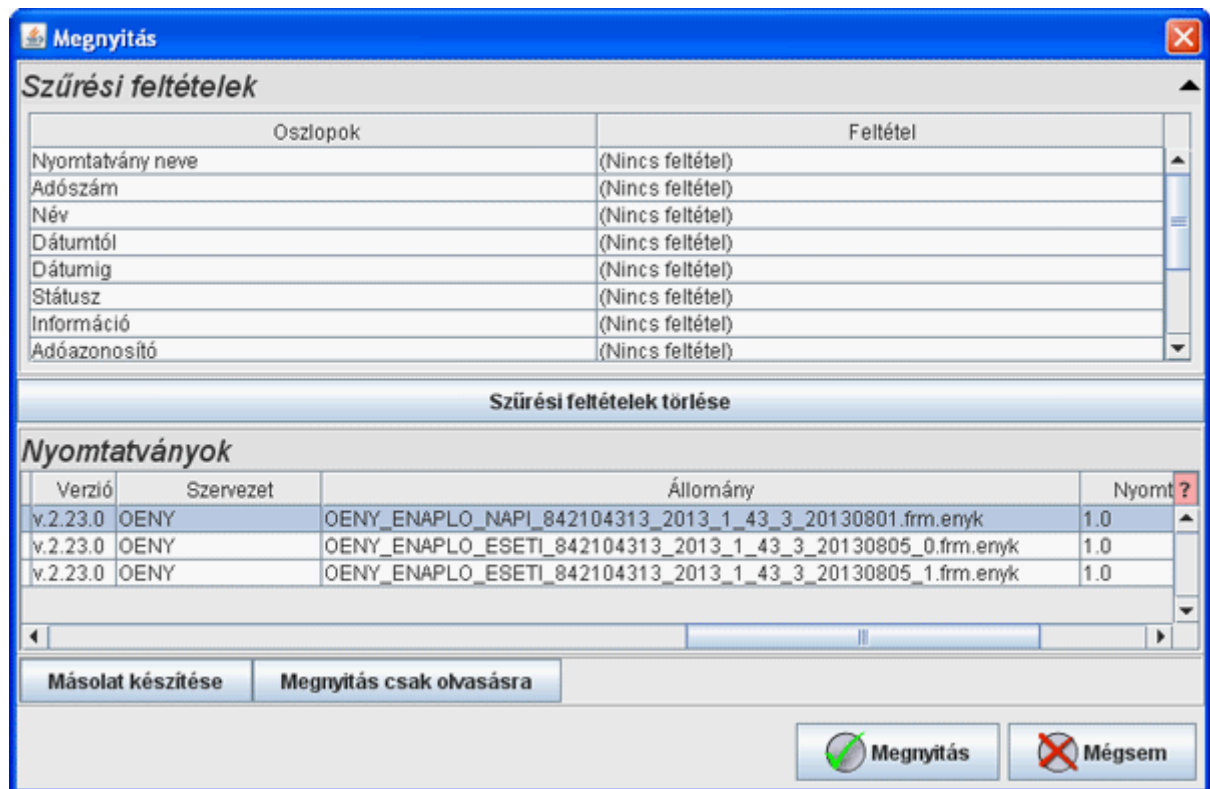 Megnyitás
Szűrési feltételek
Oszlopok Feltétel
Nyomtatvány neve (Nincs feltétel)
Adószám (Nincs feltétel)
Név (Nincs feltétel)
Dátumtól (Nincs feltétel)
Dátumig (Nincs feltétel)
Státusz (Nincs feltétel)
Információ (Nincs feltétel)
Adóazonosító (Nincs feltétel)
Szűrési feltételek törlése
Nyomtatványok
Verzió Szervezet Állomány Nyomt ?
v.2.23.0 OENY OENY_ENAPLO_NAPI_842104313_2013_1_43_3_20130801.frm.enyk 1.0
v.2.23.0 OENY OENY_ENAPLO_ESETI_842104313_2013_1_43_3_20130805_0.frm.enyk 1.0
v.2.23.0 OENY OENY_ENAPLO_ESETI_842104313_2013_1_43_3_20130805_1.frm.enyk 1.0
Másolat készítése Megnyitás csak olvasásra
Megnyitás Mégsem